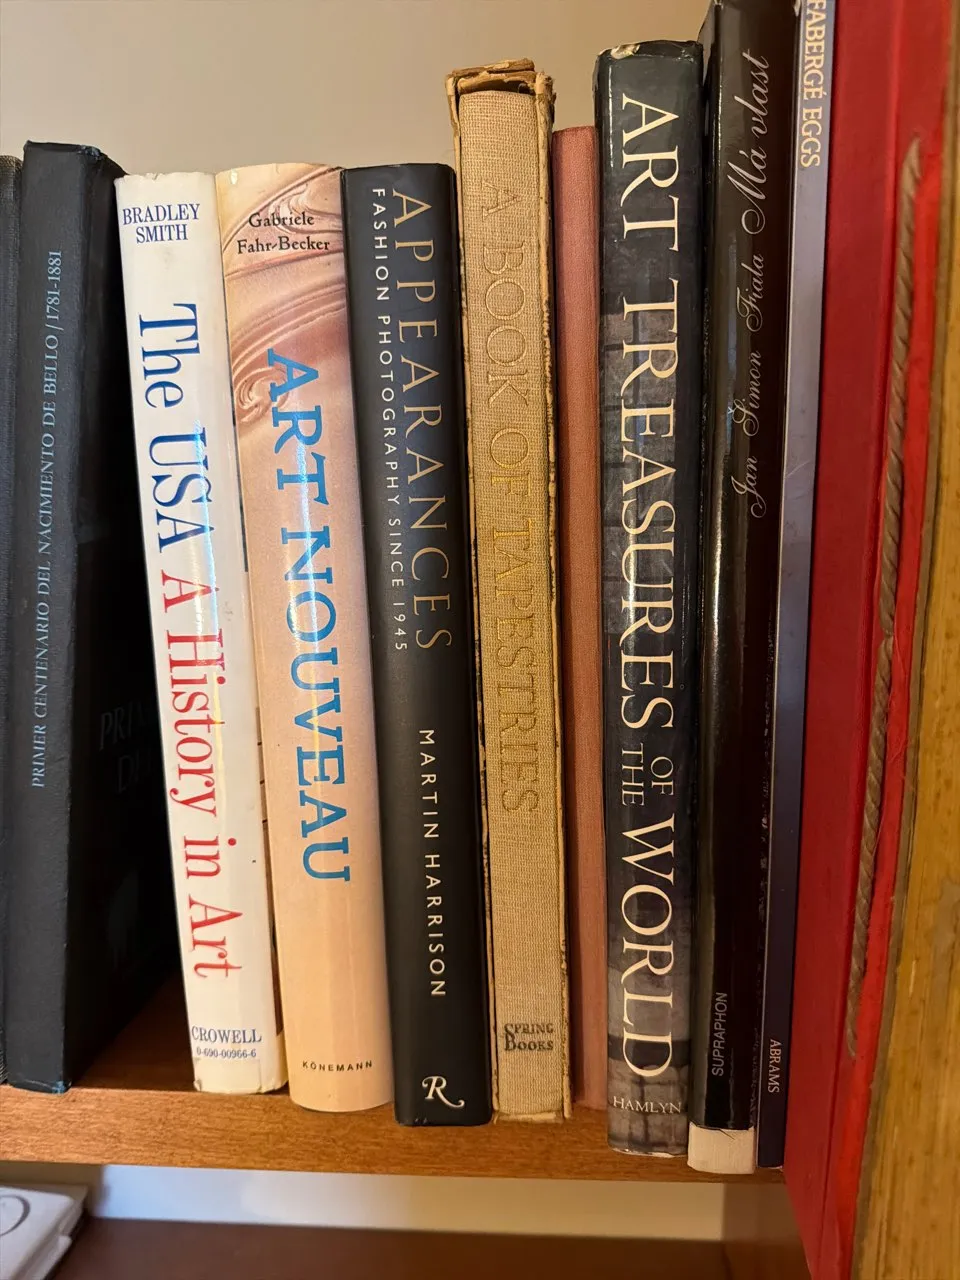 PRIMER CENTENARIO DEL NACIMIENTO DE BELLO / 1781-1881
BRADLEY
SMITH
The USA A History in Art
CROWELL
0-690-00966-6
Gabriele
Fahr-Becker
ART NOUVEAU
KÖNEMANN
APPEARANCES
FASHION PHOTOGRAPHY SINCE 1945
MARTIN HARRISON
R
A BOOK OF TAPESTRIES
SPRING
BOOKS
ART TREASURES OF THE WORLD
HAMLYN
Jan Šimon Fiala Má vlast
SUPRAPHON
FABERGÉ EGGS
ABRAMS